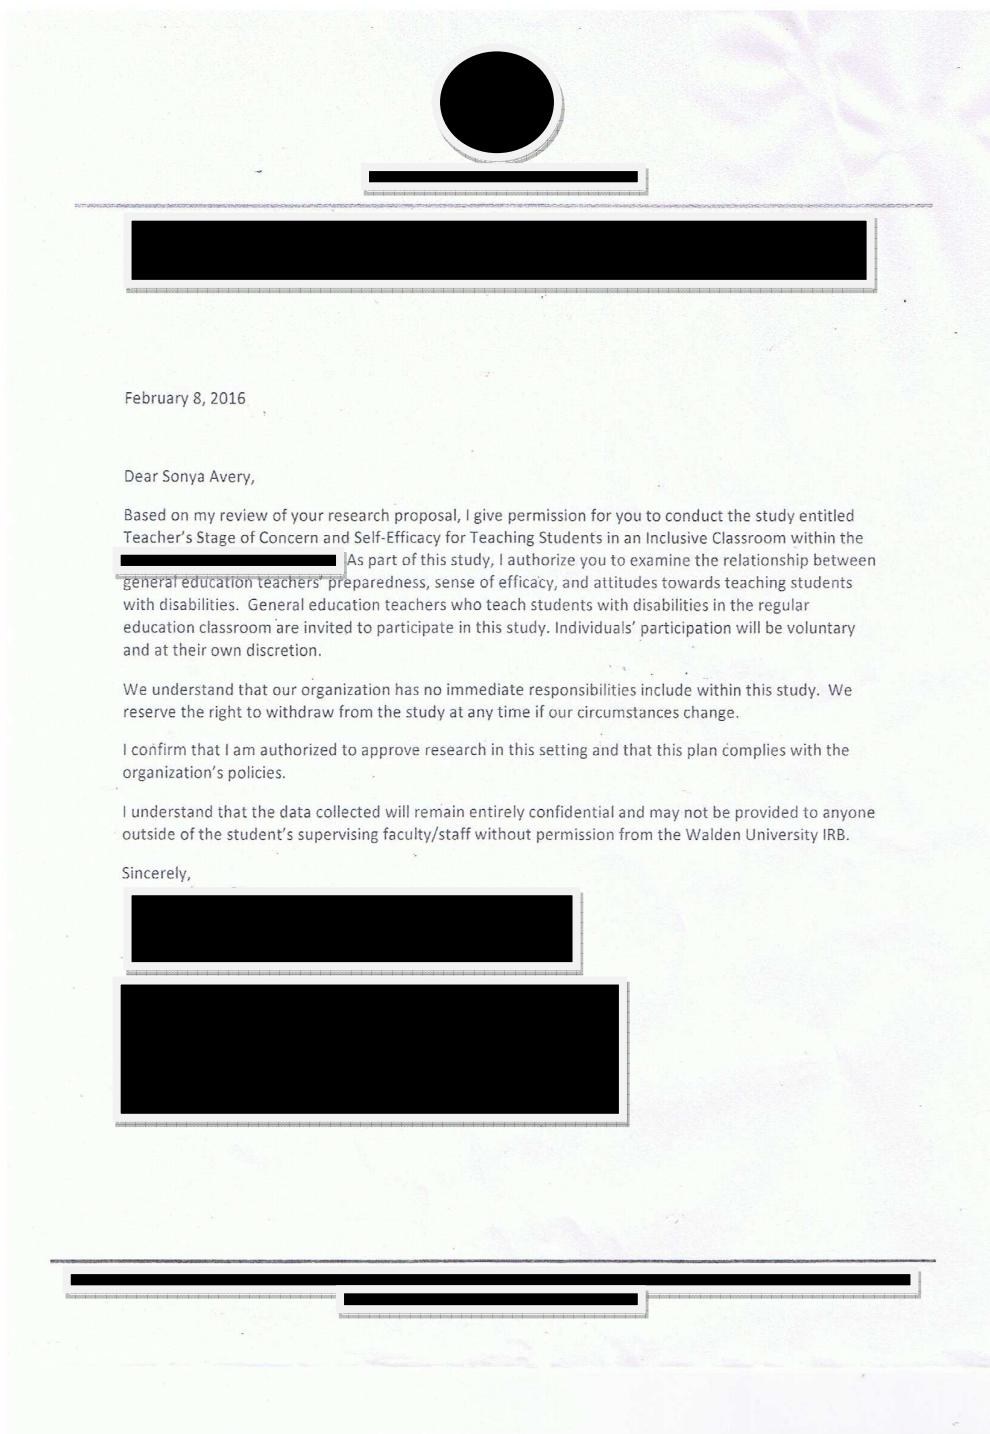 February 8, 2016
Dear Sonya Avery,
Based on my review of your research proposal, I give permission for you to conduct the study entitled
Teacher's Stage of Concern and Self-Efficacy for Teaching Students in an Inclusive Classroom within the
As part of this study, I authorize you to examine the relationship between
general education teachers' preparedness, sense of efficacy, and attitudes towards teaching students
with disabilities.  General education teachers who teach students with disabilities in the regular
education classroom are invited to participate in this study. Individuals' participation will be voluntary
and at their own discretion.
We understand that our organization has no immediate responsibilities include within this study.  We
reserve the right to withdraw from the study at any time if our circumstances change.
I confirm that I am authorized to approve research in this setting and that this plan complies with the
organization's policies.
I understand that the data collected will remain entirely confidential and may not be provided to anyone
outside of the student's supervising faculty/staff without permission from the Walden University IRB.
Sincerely,